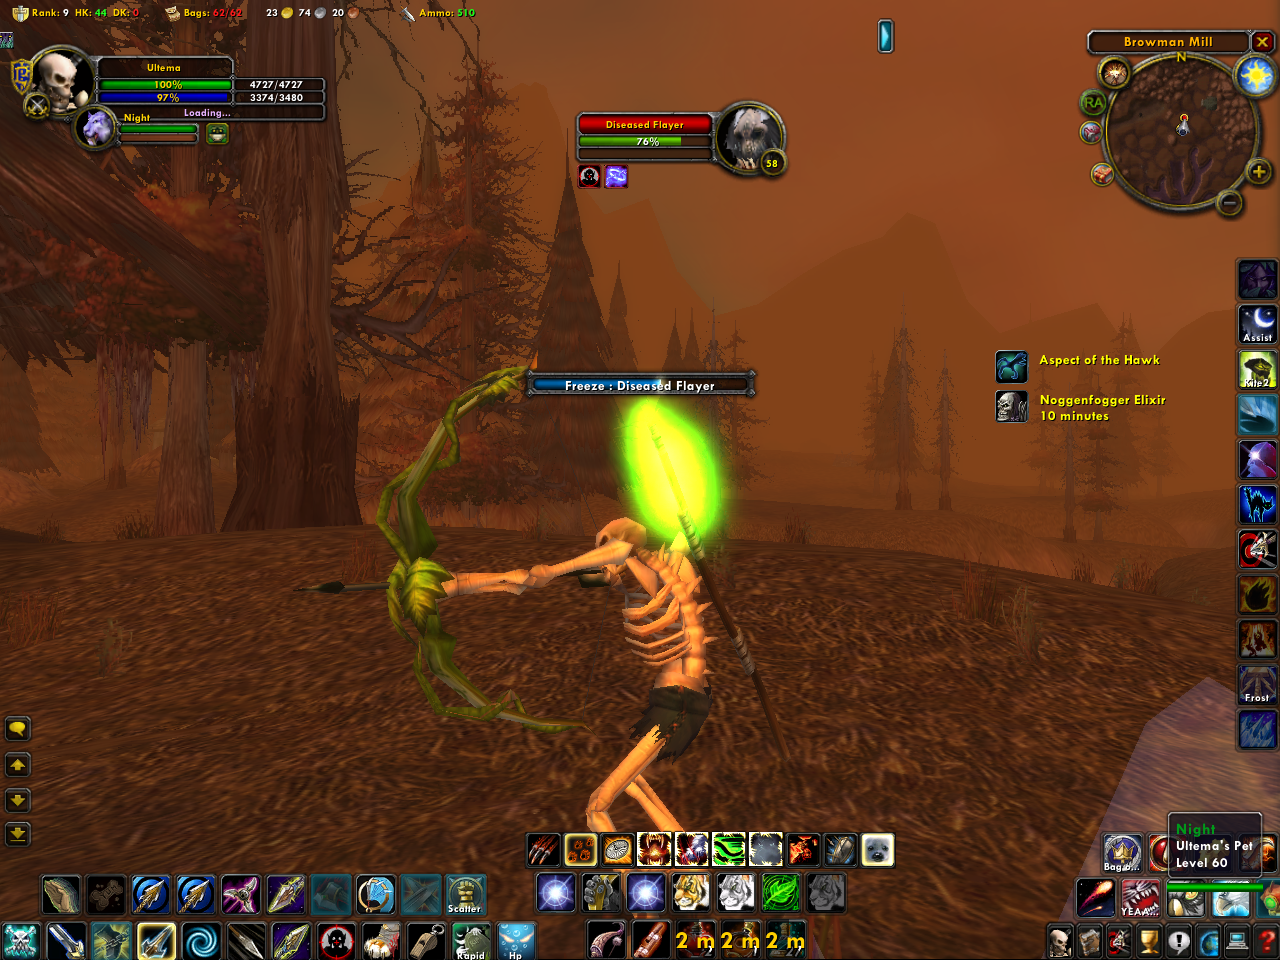 Rank: 9 HK: 44 DK: 0 Bags: 62/62 23 74 20 Ammo: 510
Browman Mill
N
Ultema
100% 4727/4727
97% 3374/3480
Loading...
Night
RA
Diseased Flayer
76%
58
Assist
Kite2
Aspect of the Hawk
Noggenfogger Elixir
10 minutes
Freeze : Diseased Flayer
Frost
Night
Ultema's Pet
Level 60
Scatter
YEAA...
Rapid
Hp
2 m
2 m
2 m